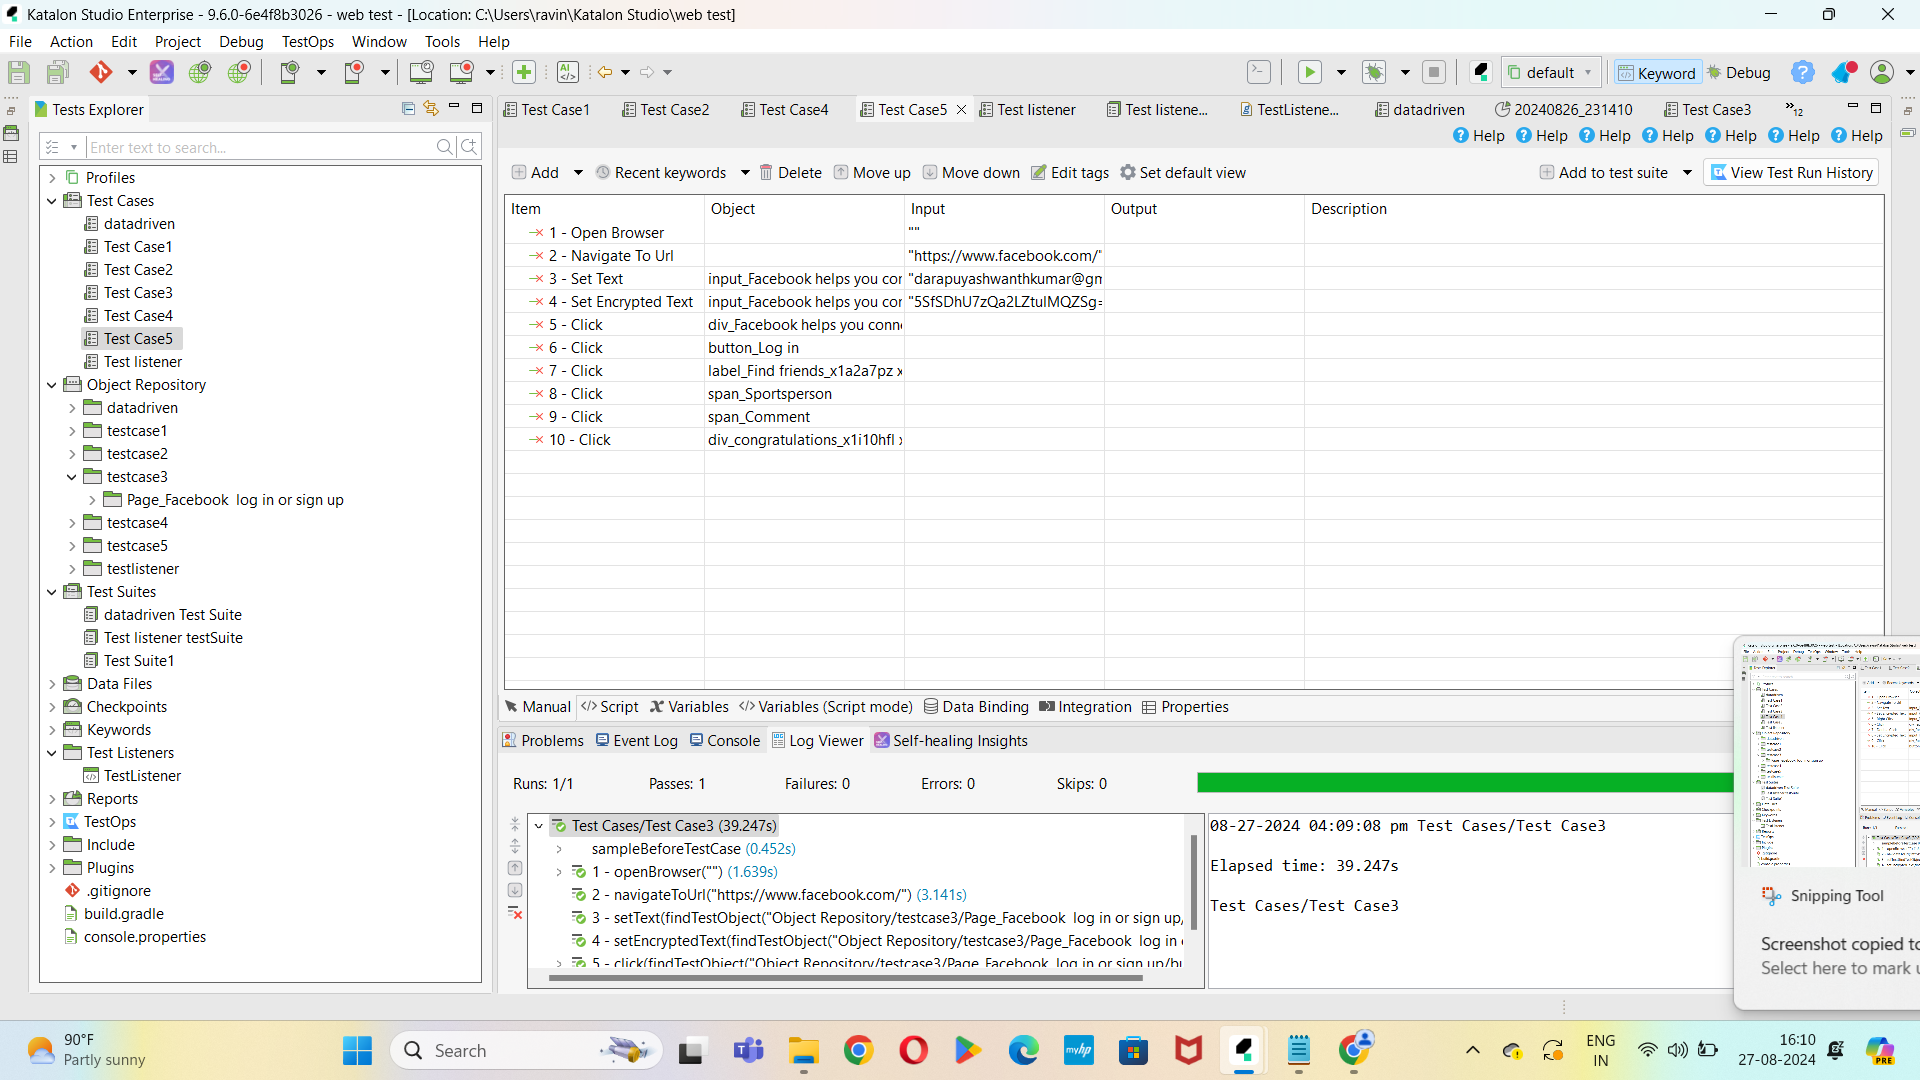 Katalon Studio Enterprise - 9.6.0-6e4f8b3026 - web test - [Location: C:\Users\ravin\Katalon Studio\web test]
File Action Edit Project Debug TestOps Window Tools Help
default Keyword Debug
Tests Explorer
Enter text to search...
Profiles
Test Cases
datadriven
Test Case1
Test Case2
Test Case3
Test Case4
Test Case5
Test listener
Object Repository
datadriven
testcase1
testcase2
testcase3
Page_Facebook log in or sign up
testcase4
testcase5
testlistener
Test Suites
datadriven Test Suite
Test listener testSuite
Test Suite1
Data Files
Checkpoints
Keywords
Test Listeners
TestListener
Reports
TestOps
Include
Plugins
.gitignore
build.gradle
console.properties
Test Case1 Test Case2 Test Case4 Test Case5 Test listener Test listene... TestListene... datadriven 20240826_231410 Test Case3 »12
Help Help Help Help Help Help Help
Add Recent keywords Delete Move up Move down Edit tags Set default view Add to test suite View Test Run History
Item Object Input Output Description
1 - Open Browser ""
2 - Navigate To Url "https://www.facebook.com/"
3 - Set Text input_Facebook helps you cor "darapuyashwanthkumar@gm
4 - Set Encrypted Text input_Facebook helps you cor
5 - Click div_Facebook helps you conne
6 - Click button_Log in
7 - Click label_Find friends_x1a2a7pz x
8 - Click span_Sportsperson
9 - Click span_Comment
10 - Click div_congratulations_x1i10hfl x
Manual Script Variables Variables (Script mode) Data Binding Integration Properties
Problems Event Log Console Log Viewer Self-healing Insights
Runs: 1/1 Passes: 1 Failures: 0 Errors: 0 Skips: 0
Test Cases/Test Case3 (39.247s)
sampleBeforeTestCase (0.452s)
1 - openBrowser("") (1.639s)
2 - navigateToUrl("https://www.facebook.com/") (3.141s)
3 - setText(findTestObject("Object Repository/testcase3/Page_Facebook log in or sign up/
4 - setEncryptedText(findTestObject("Object Repository/testcase3/Page_Facebook log in o
5 - click(findTestObject("Object Repository/testcase3/Page_Facebook log in or sign up/bu
08-27-2024 04:09:08 pm Test Cases/Test Case3
Elapsed time: 39.247s
Test Cases/Test Case3
Snipping Tool
Screenshot copied to
Select here to mark u
90°F
Partly sunny
Search
ENG
IN
16:10
27-08-2024